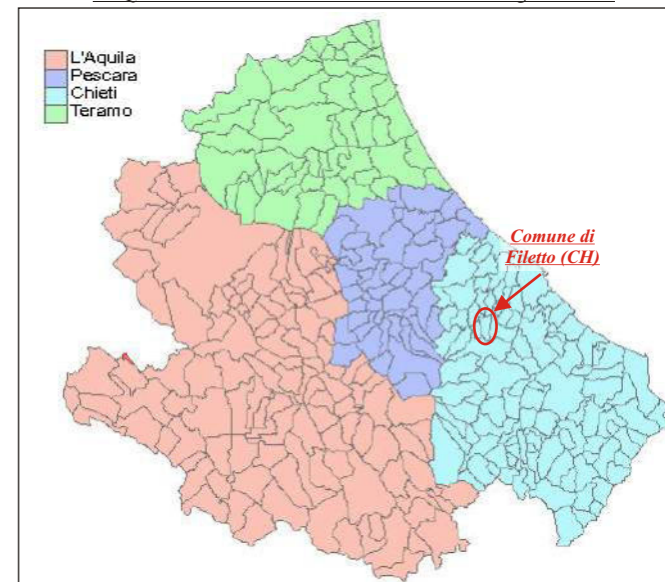 L'Aquila
Pescara
Chieti
Teramo
Comune di
Filetto (CH)